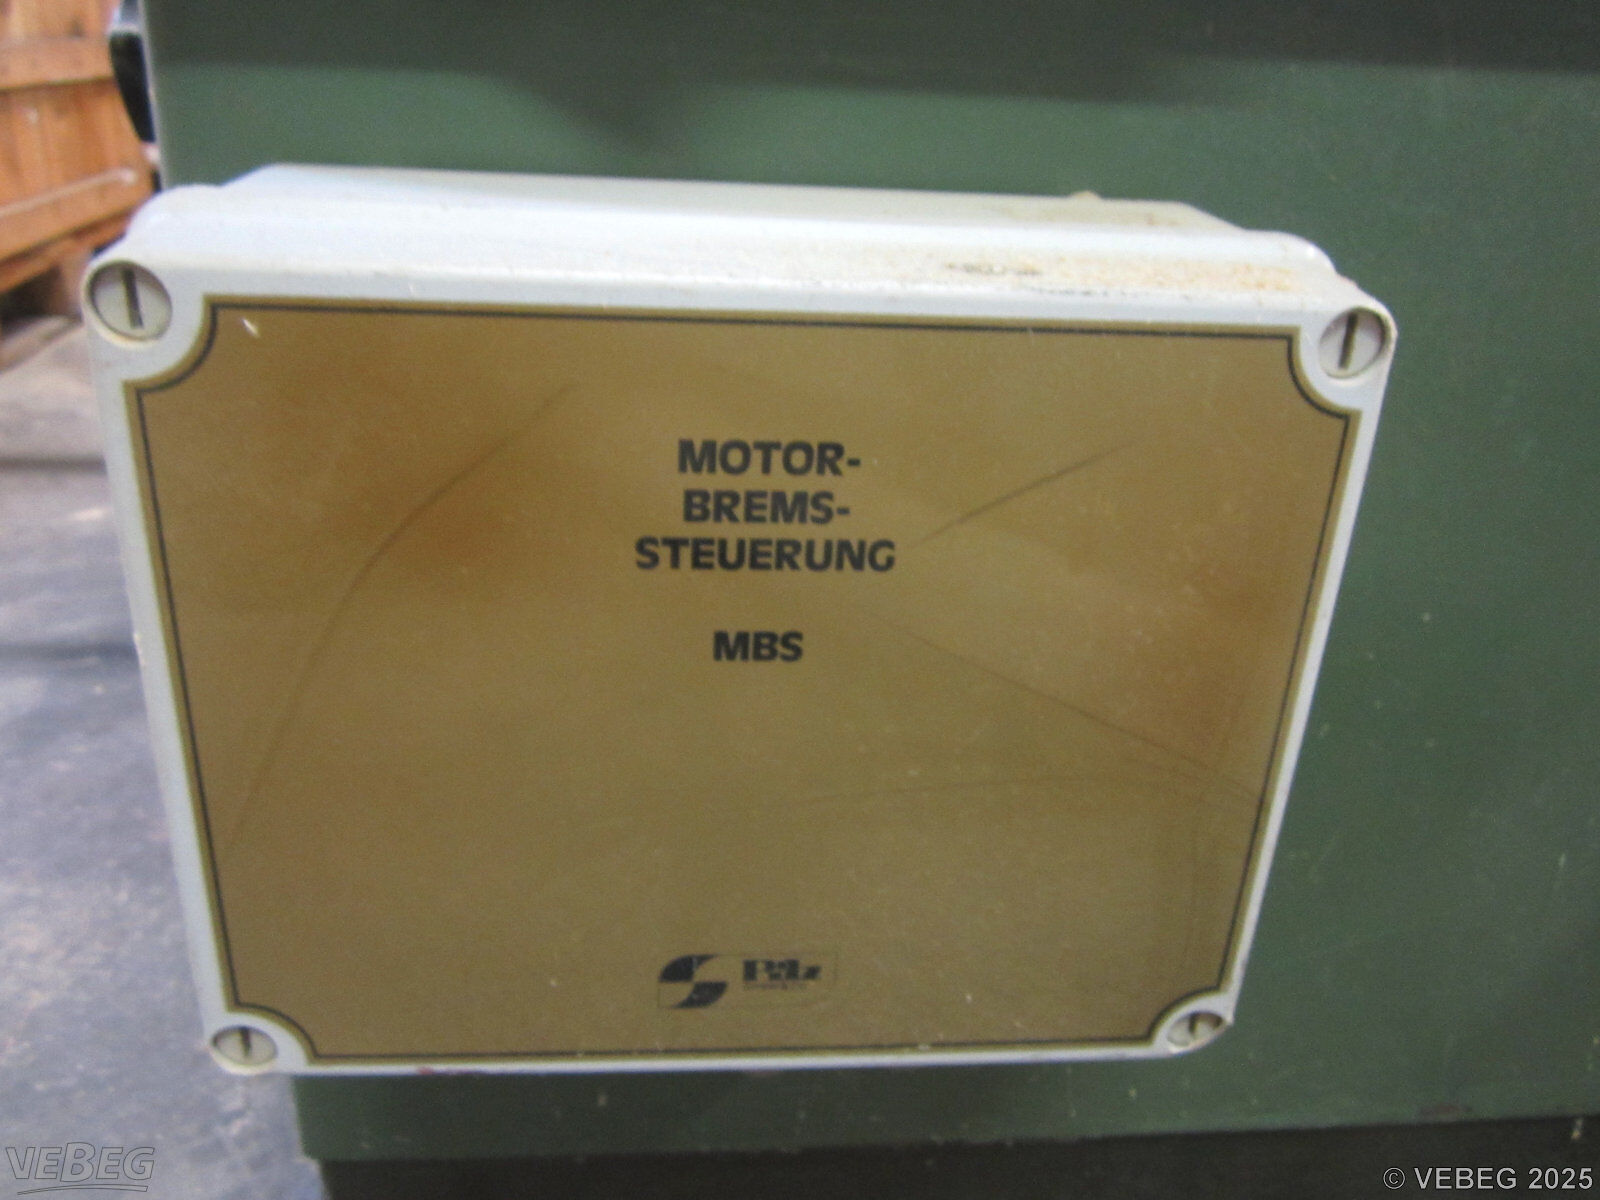 MOTOR-
BREMS-
STEUERUNG
MBS
Pilz
VEBEG
© VEBEG 2025